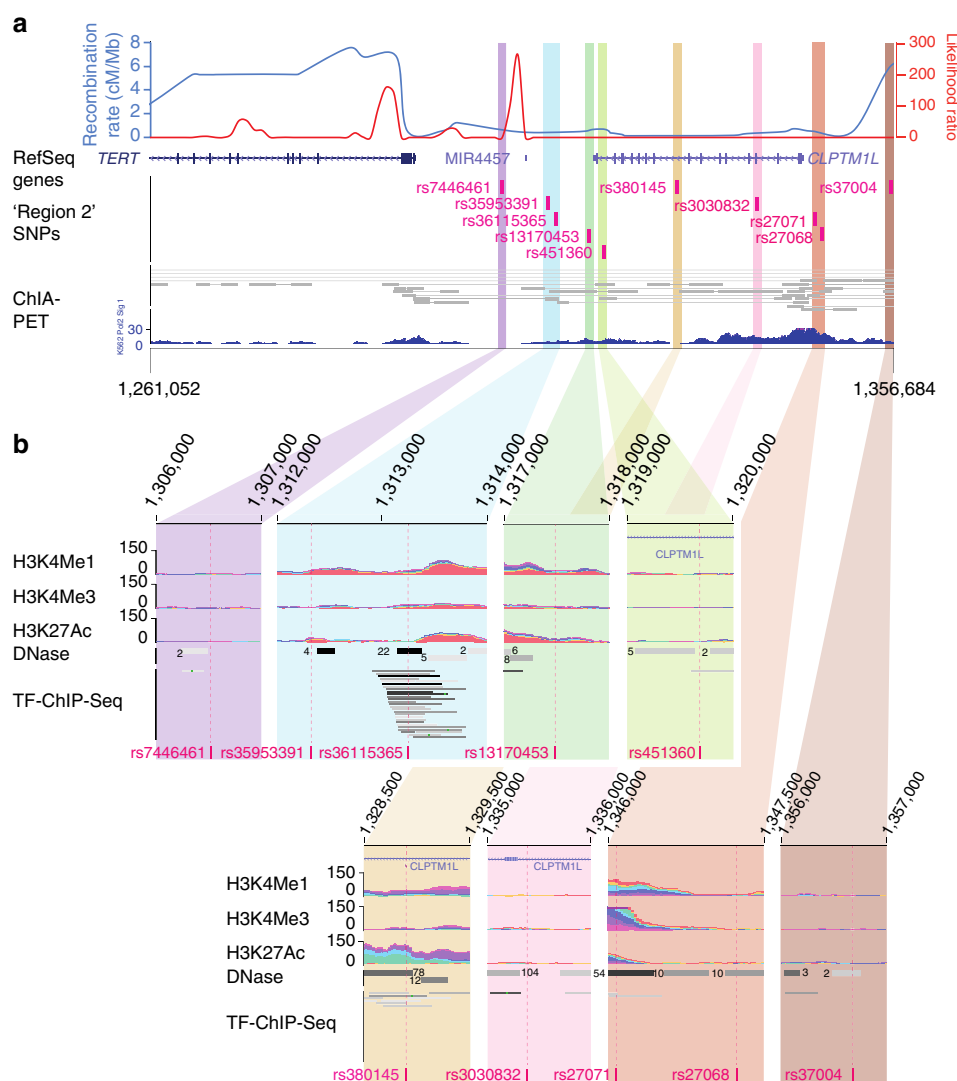 a
Recombination
rate (cM/Mb)
8
6
4
2
0
300
200
100
0
Likelihood ratio
RefSeq
genes
TERT
MIR4457
CLPTM1L
'Region 2'
SNPs
rs7446461
rs380145
rs37004
rs35953391
rs3030832
rs36115365
rs27071
rs13170453
rs27068
rs451360
ChIA-
PET
K562 Pol2 Sig 1
30
0
1,261,052
1,356,684
b
1,306,000
1,307,000
1,312,000
1,313,000
1,314,000
1,317,000
1,318,000
1,319,000
1,320,000
H3K4Me1
150
0
CLPTM1L
H3K4Me3
150
0
H3K27Ac
150
0
DNase
2
4
22
5
2
6
8
5
2
TF-ChIP-Seq
rs7446461
rs35953391
rs36115365
rs13170453
rs451360
1,328,500
1,329,500
1,335,000
1,336,000
1,346,000
1,347,500
1,356,000
1,357,000
CLPTM1L
CLPTM1L
H3K4Me1
150
0
H3K4Me3
150
0
H3K27Ac
150
0
DNase
78
12
104
54
10
10
3
2
TF-ChIP-Seq
rs380145
rs3030832
rs27071
rs27068
rs37004